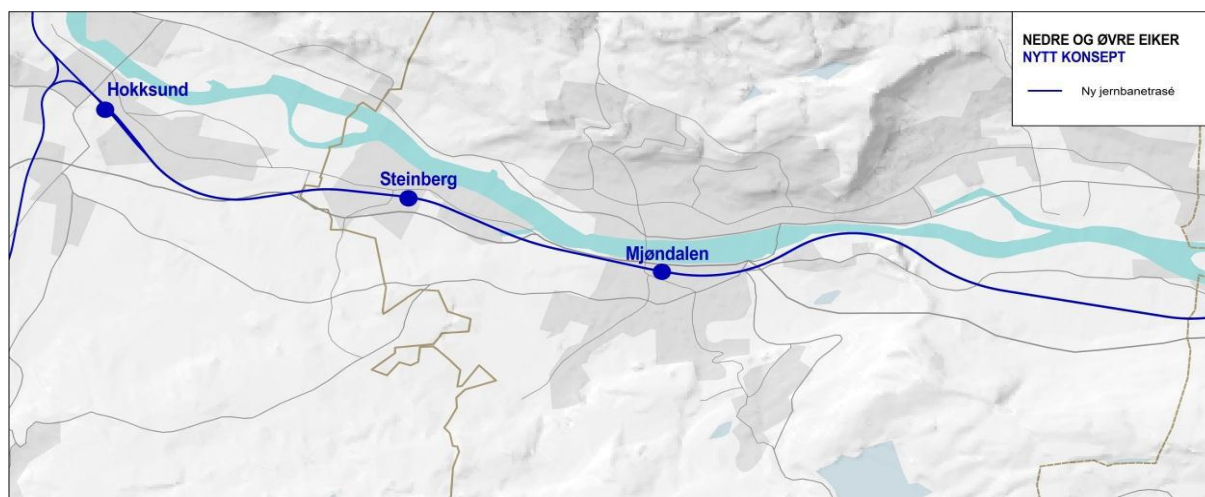 NEDRE OG ØVRE EIKER
NYTT KONSEPT
Ny jernbanetrasé
Hokksund
Steinberg
Mjøndalen